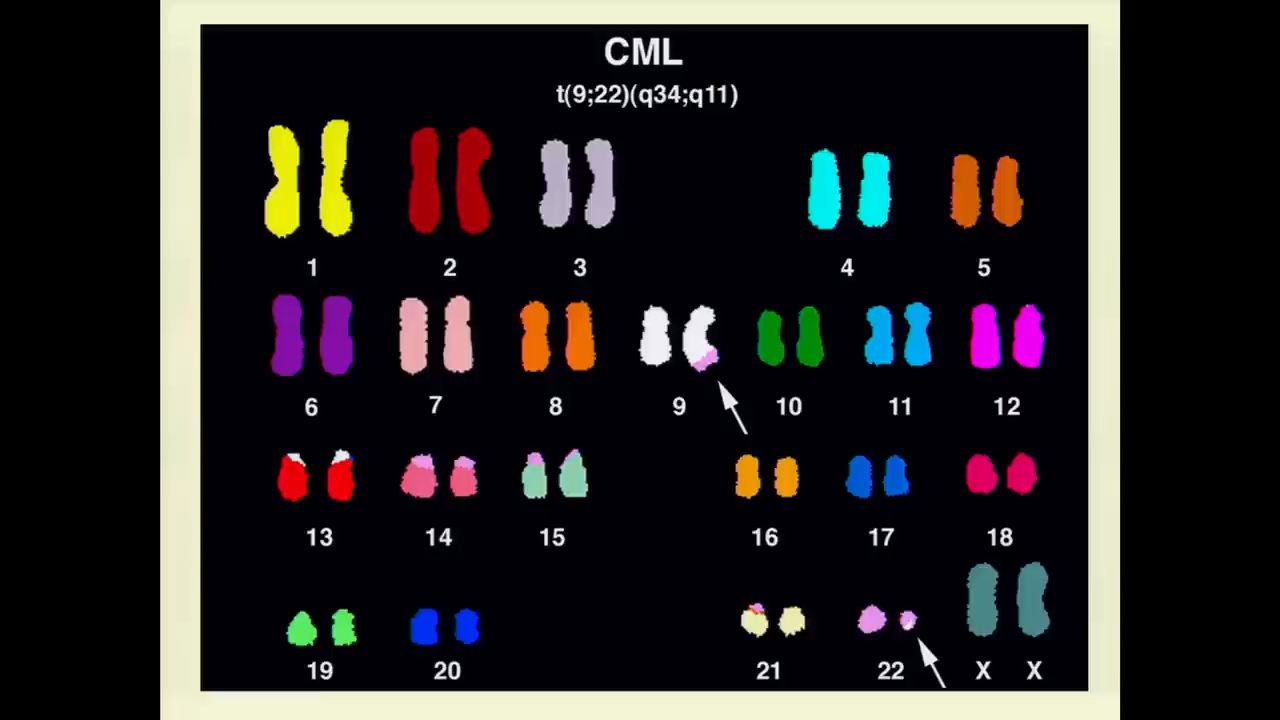 CML
t(9;22)(q34;q11)
1 2 3 4 5
6 7 8 9 10 11 12
13 14 15 16 17 18
19 20 21 22 X X